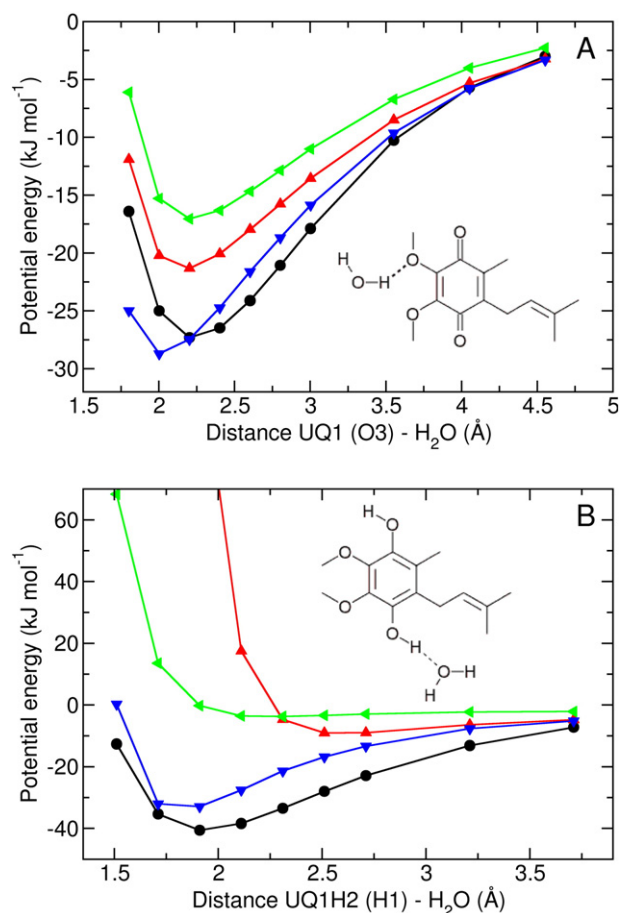 A
0
-5
-10
-15
-20
-25
-30
Potential energy (kJ mol⁻¹)
O
O
H
O
H
O
O
1.5
2
2.5
3
3.5
4
4.5
5
Distance UQ1 (O3) - H₂O (Å)
B
60
40
20
0
-20
-40
Potential energy (kJ mol⁻¹)
H
O
O
O
O
H
O
H
H
1.5
2
2.5
3
3.5
Distance UQ1H2 (H1) - H₂O (Å)